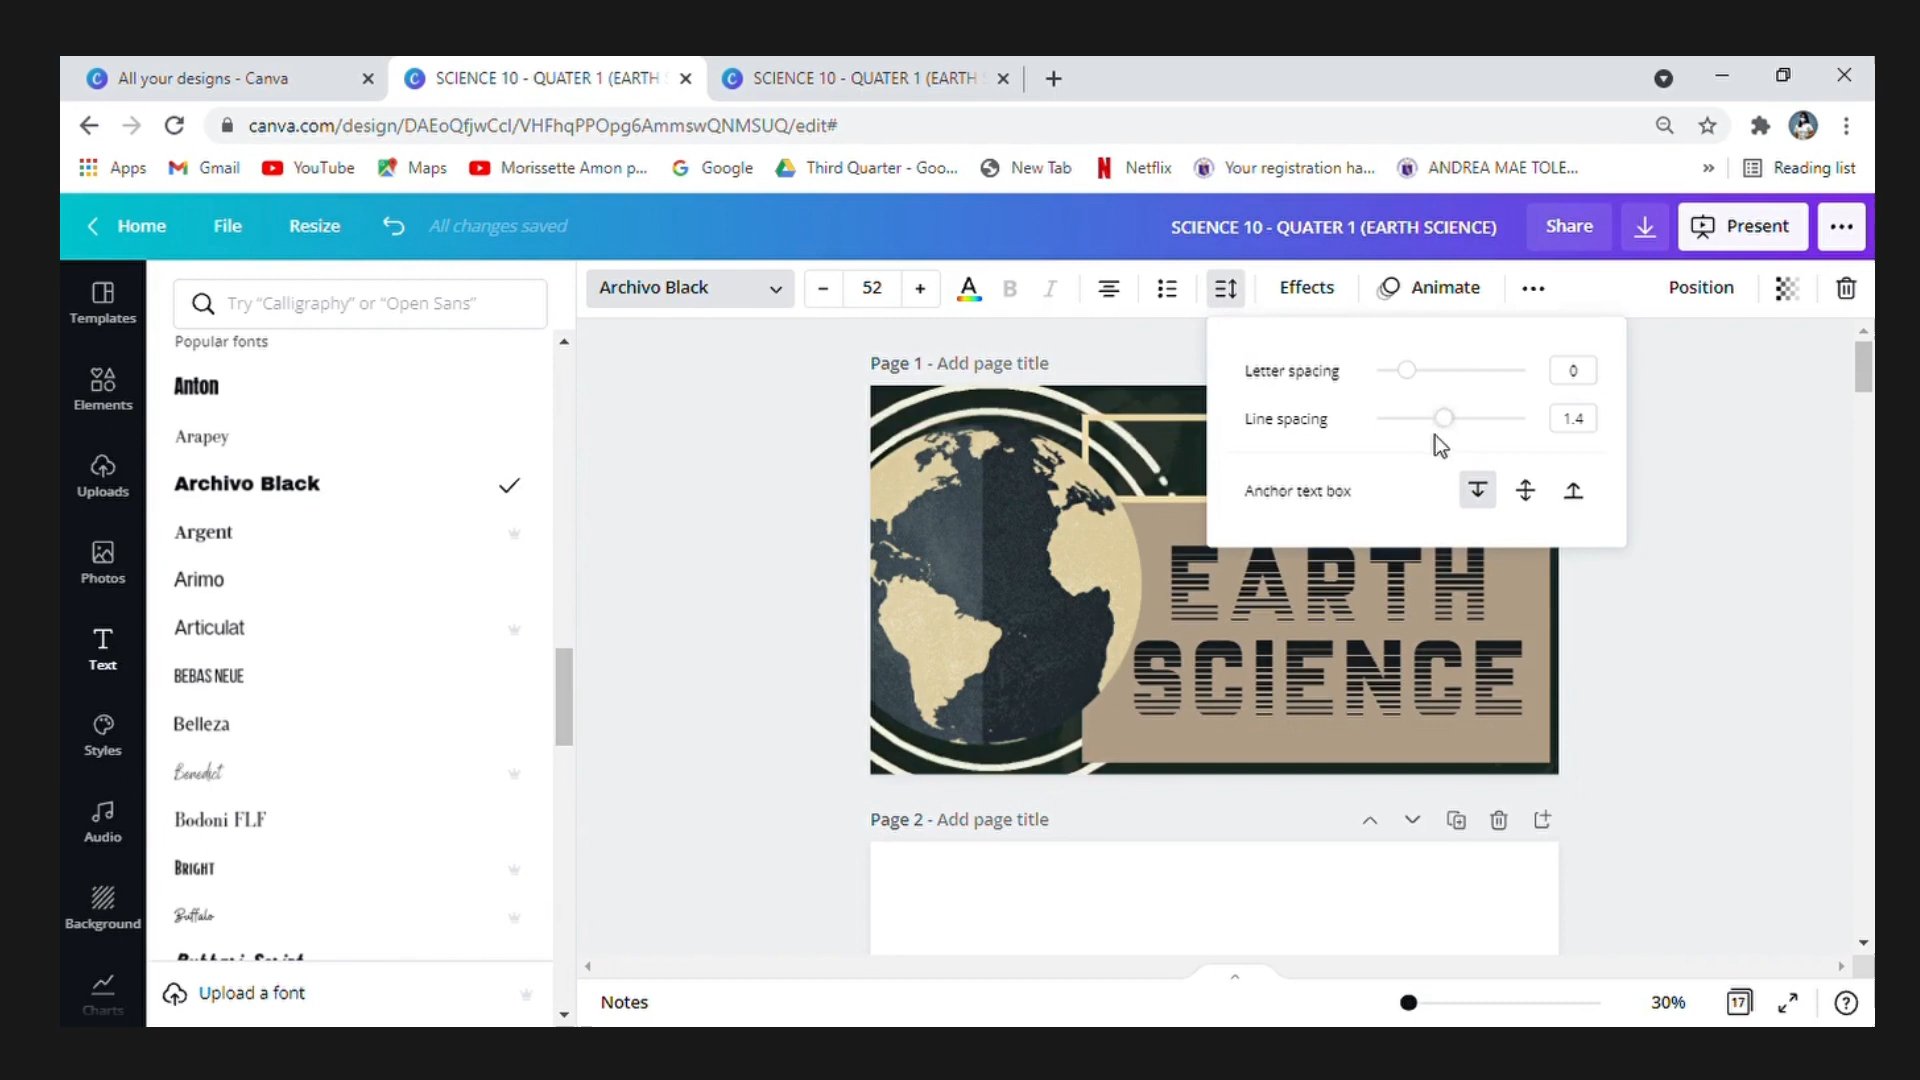 All your designs - Canva
SCIENCE 10 - QUATER 1 (EARTH
SCIENCE 10 - QUATER 1 (EARTH
canva.com/design/DAEoQfjwCcI/VHFhqPPOpg6AmmswQNMSUQ/edit#
Apps
Gmail
YouTube
Maps
Morissette Amon p...
Google
Third Quarter - Goo...
New Tab
Netflix
Your registration ha...
ANDREA MAE TOLE...
Reading list
Home
File
Resize
All changes saved
SCIENCE 10 - QUATER 1 (EARTH SCIENCE)
Share
Present
Archivo Black
52
Effects
Animate
Position
Templates
Elements
Uploads
Photos
Text
Styles
Audio
Background
Charts
Try “Calligraphy” or “Open Sans”
Popular fonts
Anton
Arapey
Archivo Black
Argent
Arimo
Articulat
BEBAS NEUE
Belleza
Benedict
Bodoni FLF
BRIGHT
Buffalo
Upload a font
Letter spacing
0
Line spacing
1.4
Anchor text box
Page 1 - Add page title
EARTH
SCIENCE
Page 2 - Add page title
Notes
30%
17